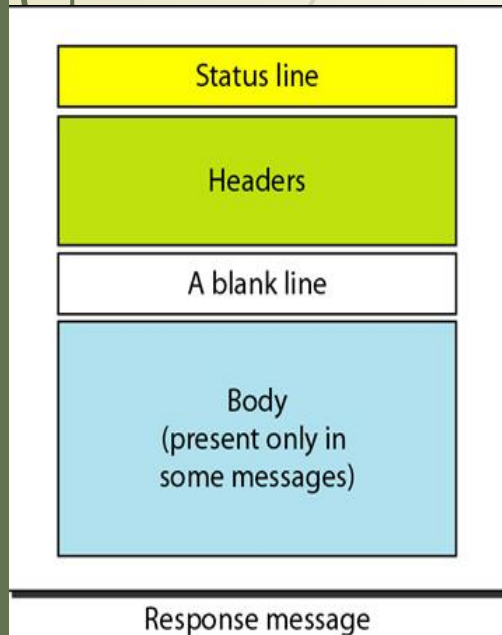 Status line
Headers
A blank line
Body
(present only in
some messages)
Response message